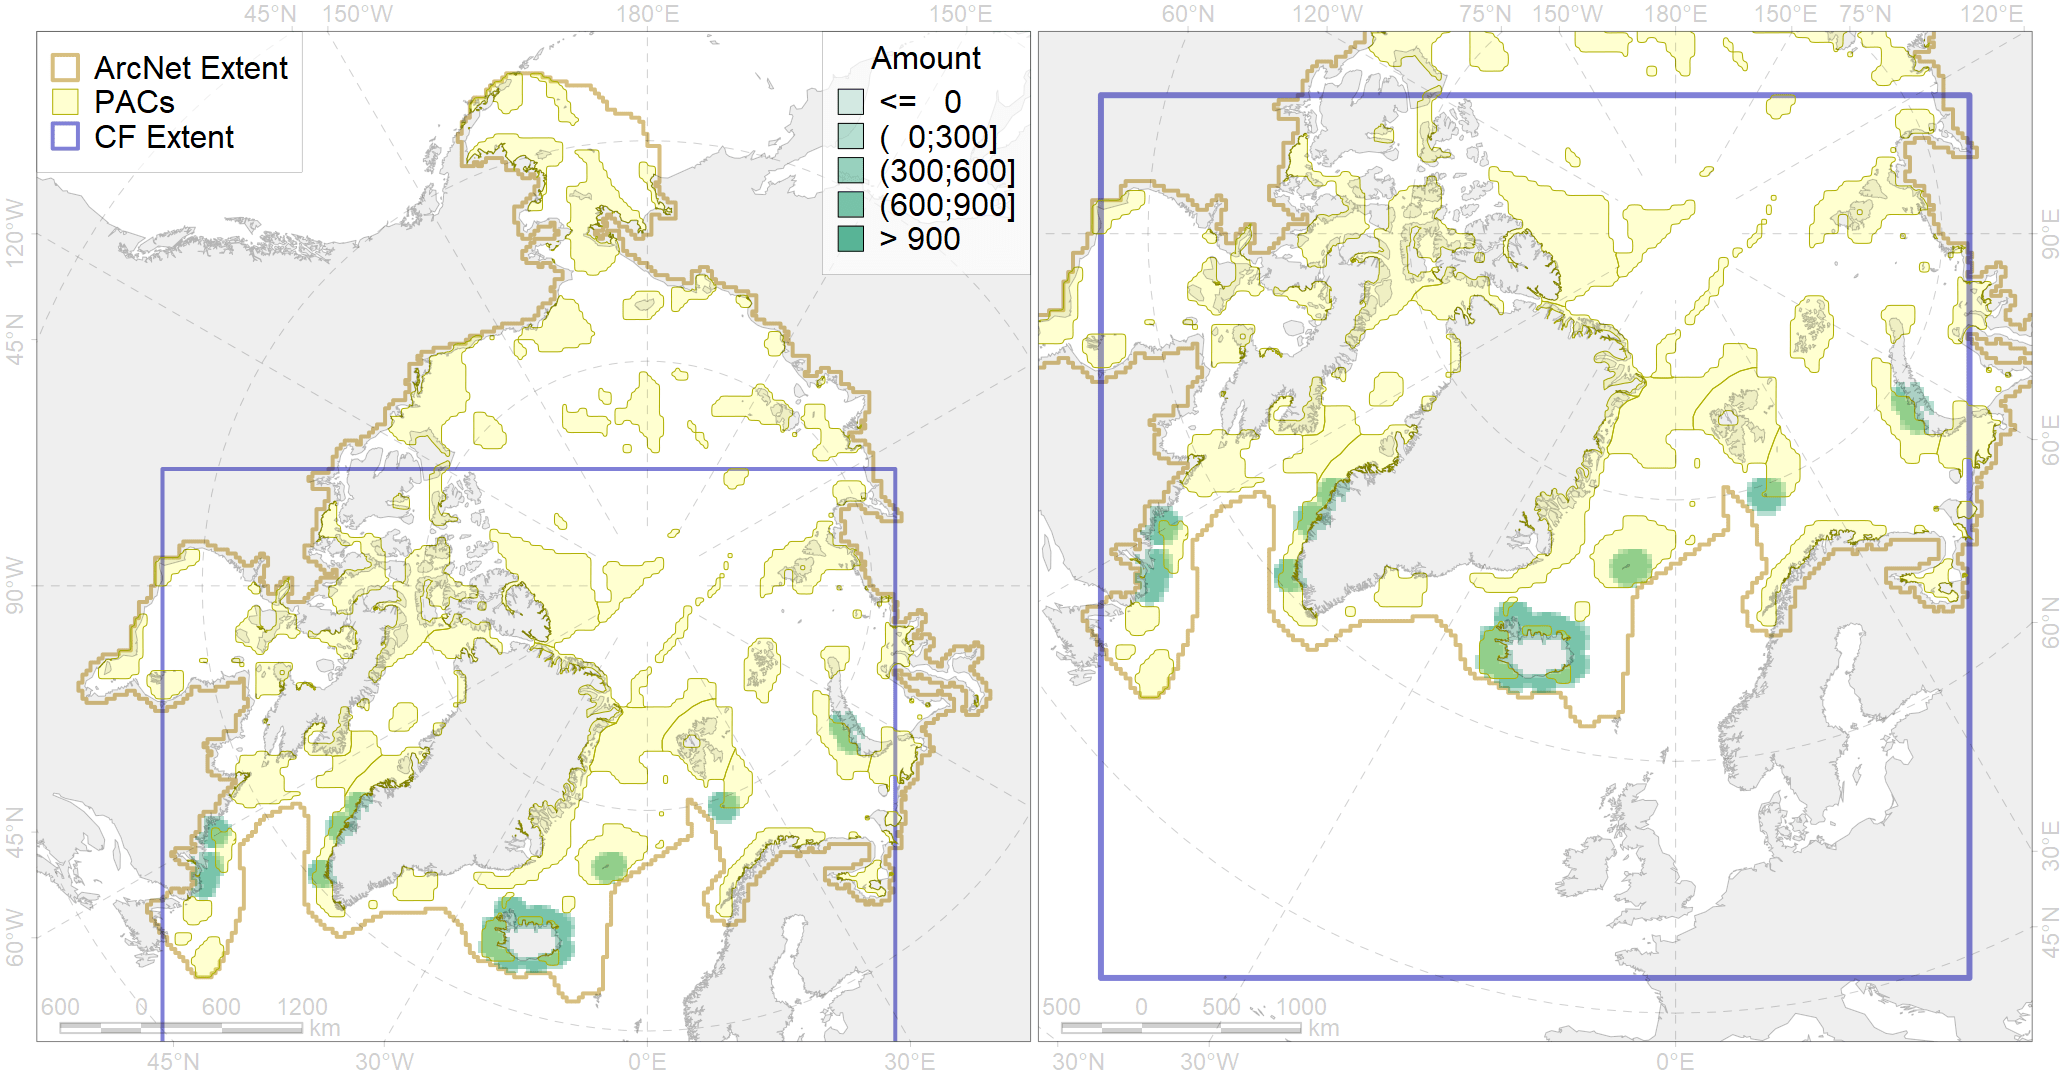 45°N 150°W 180°E 150°E
60°N 120°W 75°N 150°W 180°E 150°E 75°N 120°E
ArcNet Extent
PACs
CF Extent
Amount
<= 0
( 0;300]
(300;600]
(600;900]
> 900
120°W
45°N
90°W
45°N
60°W
90°E
60°E
60°N
30°E
45°N
600 0 600 1200
km
500 0 500 1000
km
45°N 30°W 0°E 30°E
30°N 30°W 0°E